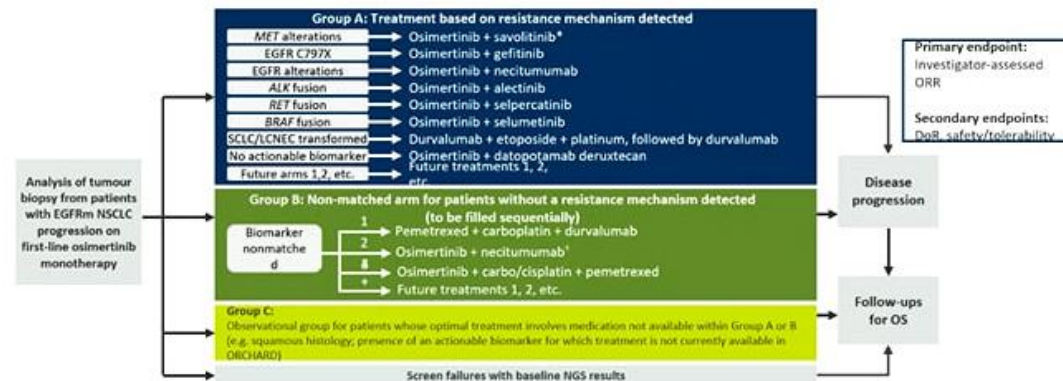 Analysis of tumour
biopsy from patients
with EGFRm NSCLC
progression on
first-line osimertinib
monotherapy
Group A: Treatment based on resistance mechanism detected
MET alterations Osimertinib + savolitinib*
EGFR C797X Osimertinib + gefitinib
EGFR alterations Osimertinib + necitumumab
ALK fusion Osimertinib + alectinib
RET fusion Osimertinib + selpercatinib
BRAF fusion Osimertinib + selumetinib
SCLC/LCNEC transformed Durvalumab + etoposide + platinum, followed by durvalumab
No actionable biomarker Osimertinib + datopotamab deruxtecan
Future arms 1,2, etc. Future treatments 1, 2,
etc.
Group B: Non-matched arm for patients without a resistance mechanism detected
(to be filled sequentially)
Biomarker
nonmatche
d
1 Pemetrexed + carboplatin + durvalumab
2 Osimertinib + necitumumab
Osimertinib + carbo/cisplatin + pemetrexed
Future treatments 1, 2, etc.
Group C:
Observational group for patients whose optimal treatment involves medication not available within Group A or B
(e.g. squamous histology; presence of an actionable biomarker for which treatment is not currently available in
ORCHARD)
Screen failures with baseline NGS results
Primary endpoint:
Investigator-assessed
ORR
Secondary endpoints:
DoR, safety/tolerability
Disease
progression
Follow-ups
for OS